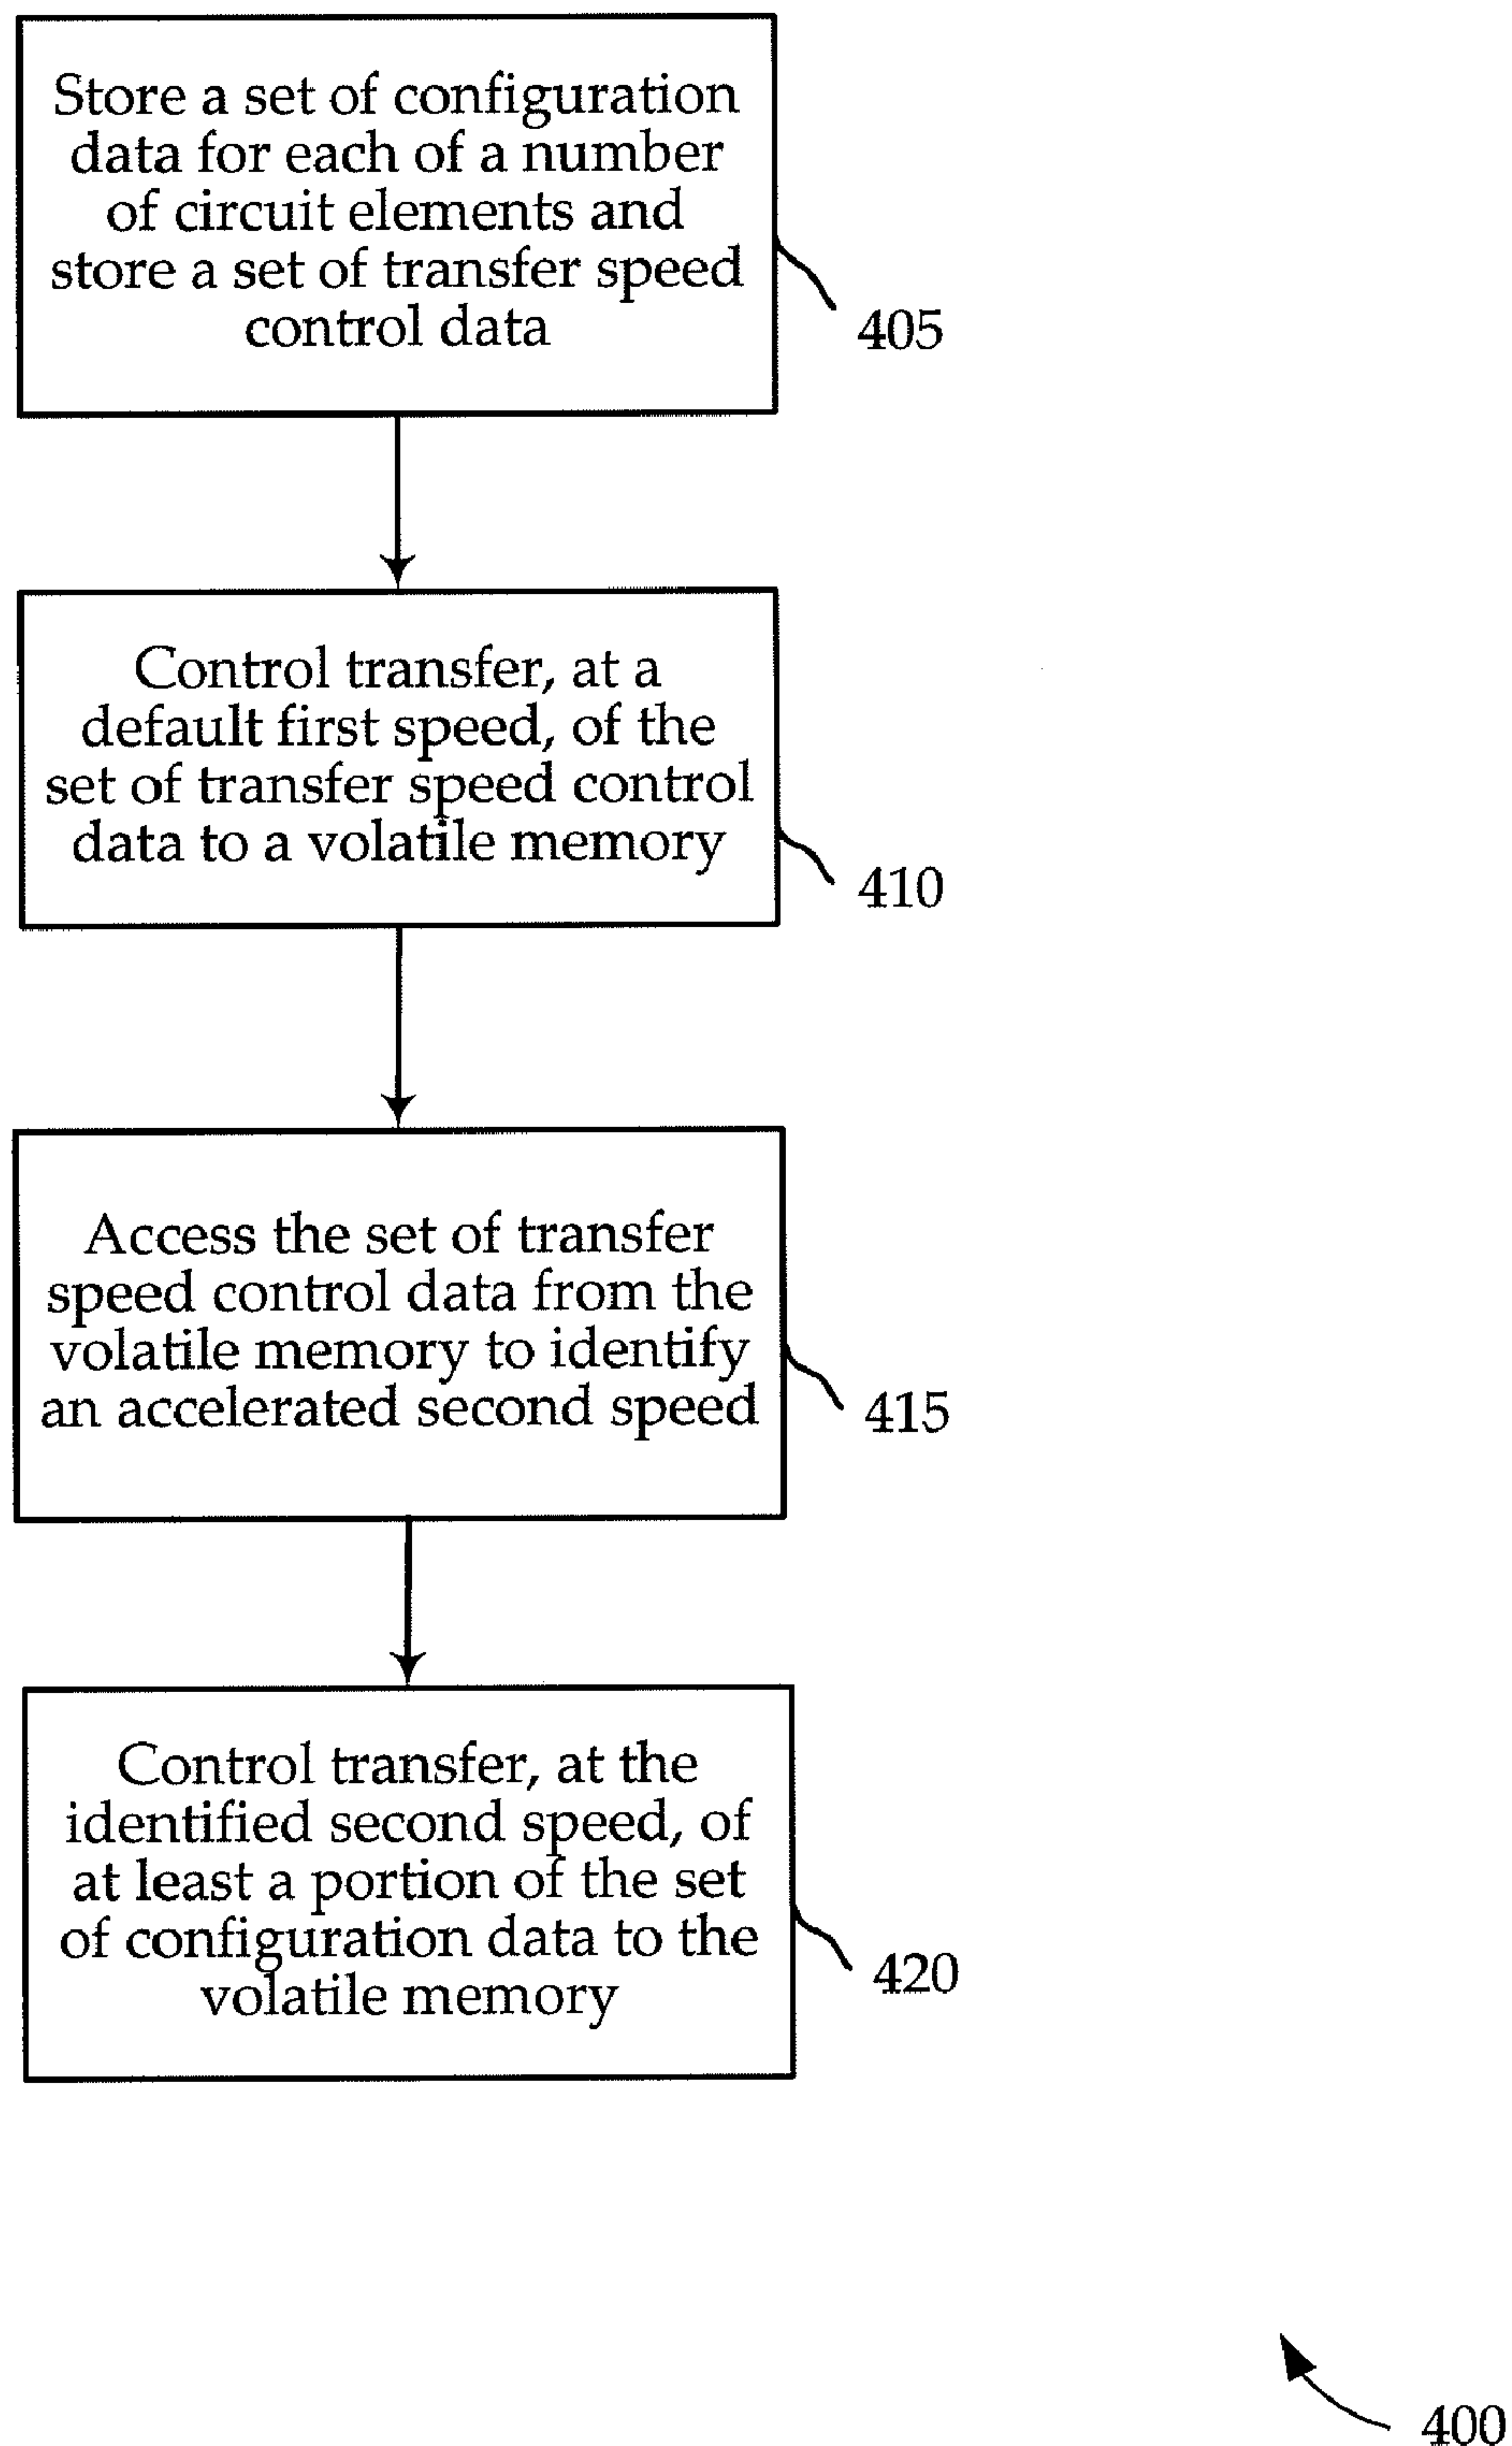 Store a set of configuration
data for each of a number
of circuit elements and
store a set of transfer speed
control data
405
Control transfer, at a
default first speed, of the
set of transfer speed control
data to a volatile memory
410
Access the set of transfer
speed control data from the
volatile memory to identify
an accelerated second speed
415
Control transfer, at the
identified second speed, of
at least a portion of the set
of configuration data to the
volatile memory
420
400